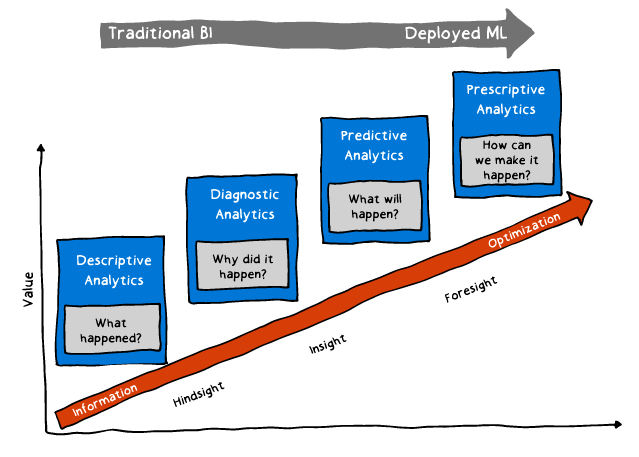 Traditional BI
Deployed ML
Prescriptive
Analytics
How can
we make it
happen?
Predictive
Analytics
What will
happen?
Diagnostic
Analytics
Why did it
happen?
Descriptive
Analytics
What
happened?
Value
Information
Optimization
Hindsight
Insight
Foresight